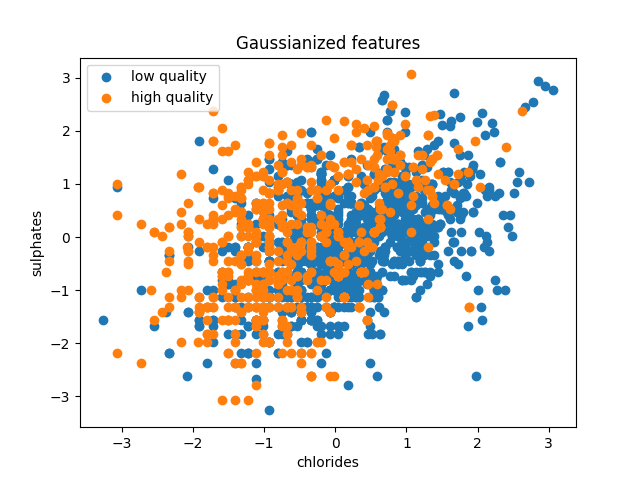 Gaussianized features
low quality
high quality
3
2
1
0
−1
−2
−3
sulphates
−3
−2
−1
0
1
2
3
chlorides